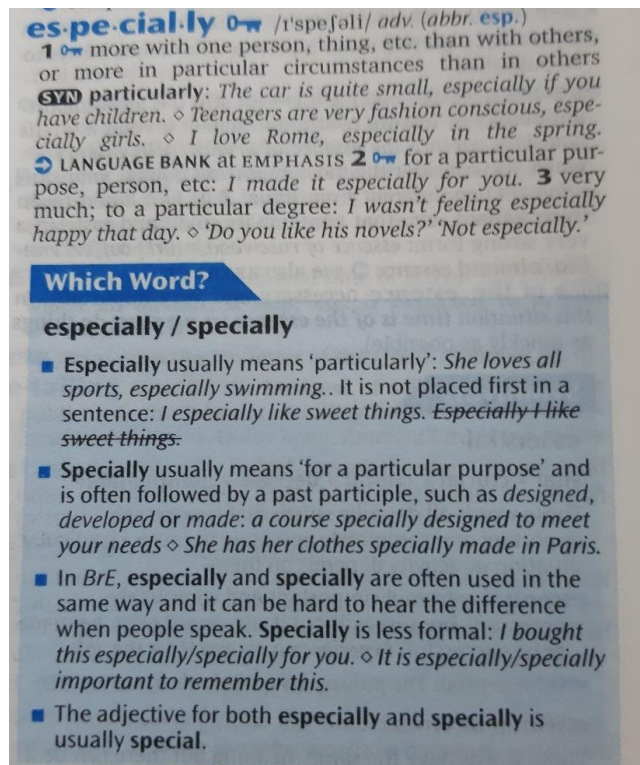 es·pe·cial·ly /ɪˈspeʃəli/ adv. (abbr. esp.)
1 more with one person, thing, etc. than with others,
or more in particular circumstances than in others
SYN particularly: The car is quite small, especially if you
have children. ◇ Teenagers are very fashion conscious, espe-
cially girls. ◇ I love Rome, especially in the spring.
➲ LANGUAGE BANK at EMPHASIS 2 for a particular pur-
pose, person, etc: I made it especially for you. 3 very
much; to a particular degree: I wasn't feeling especially
happy that day. ◇ 'Do you like his novels?' 'Not especially.'
Which Word?
especially / specially
■ Especially usually means 'particularly': She loves all
sports, especially swimming.. It is not placed first in a
sentence: I especially like sweet things. Especially I like
sweet things.
■ Specially usually means 'for a particular purpose' and
is often followed by a past participle, such as designed,
developed or made: a course specially designed to meet
your needs ◇ She has her clothes specially made in Paris.
■ In BrE, especially and specially are often used in the
same way and it can be hard to hear the difference
when people speak. Specially is less formal: I bought
this especially/specially for you. ◇ It is especially/specially
important to remember this.
■ The adjective for both especially and specially is
usually special.